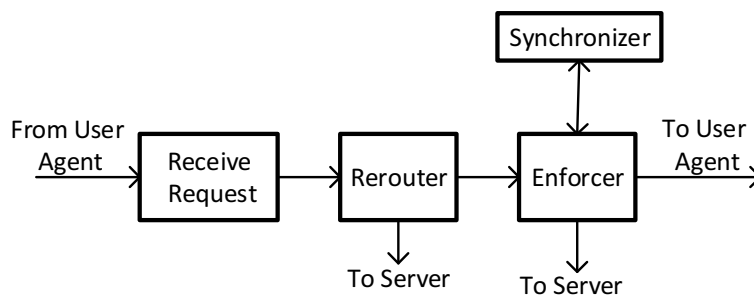 Synchronizer
From User
Agent
Receive
Request
Rerouter
Enforcer
To User
Agent
To Server
To Server